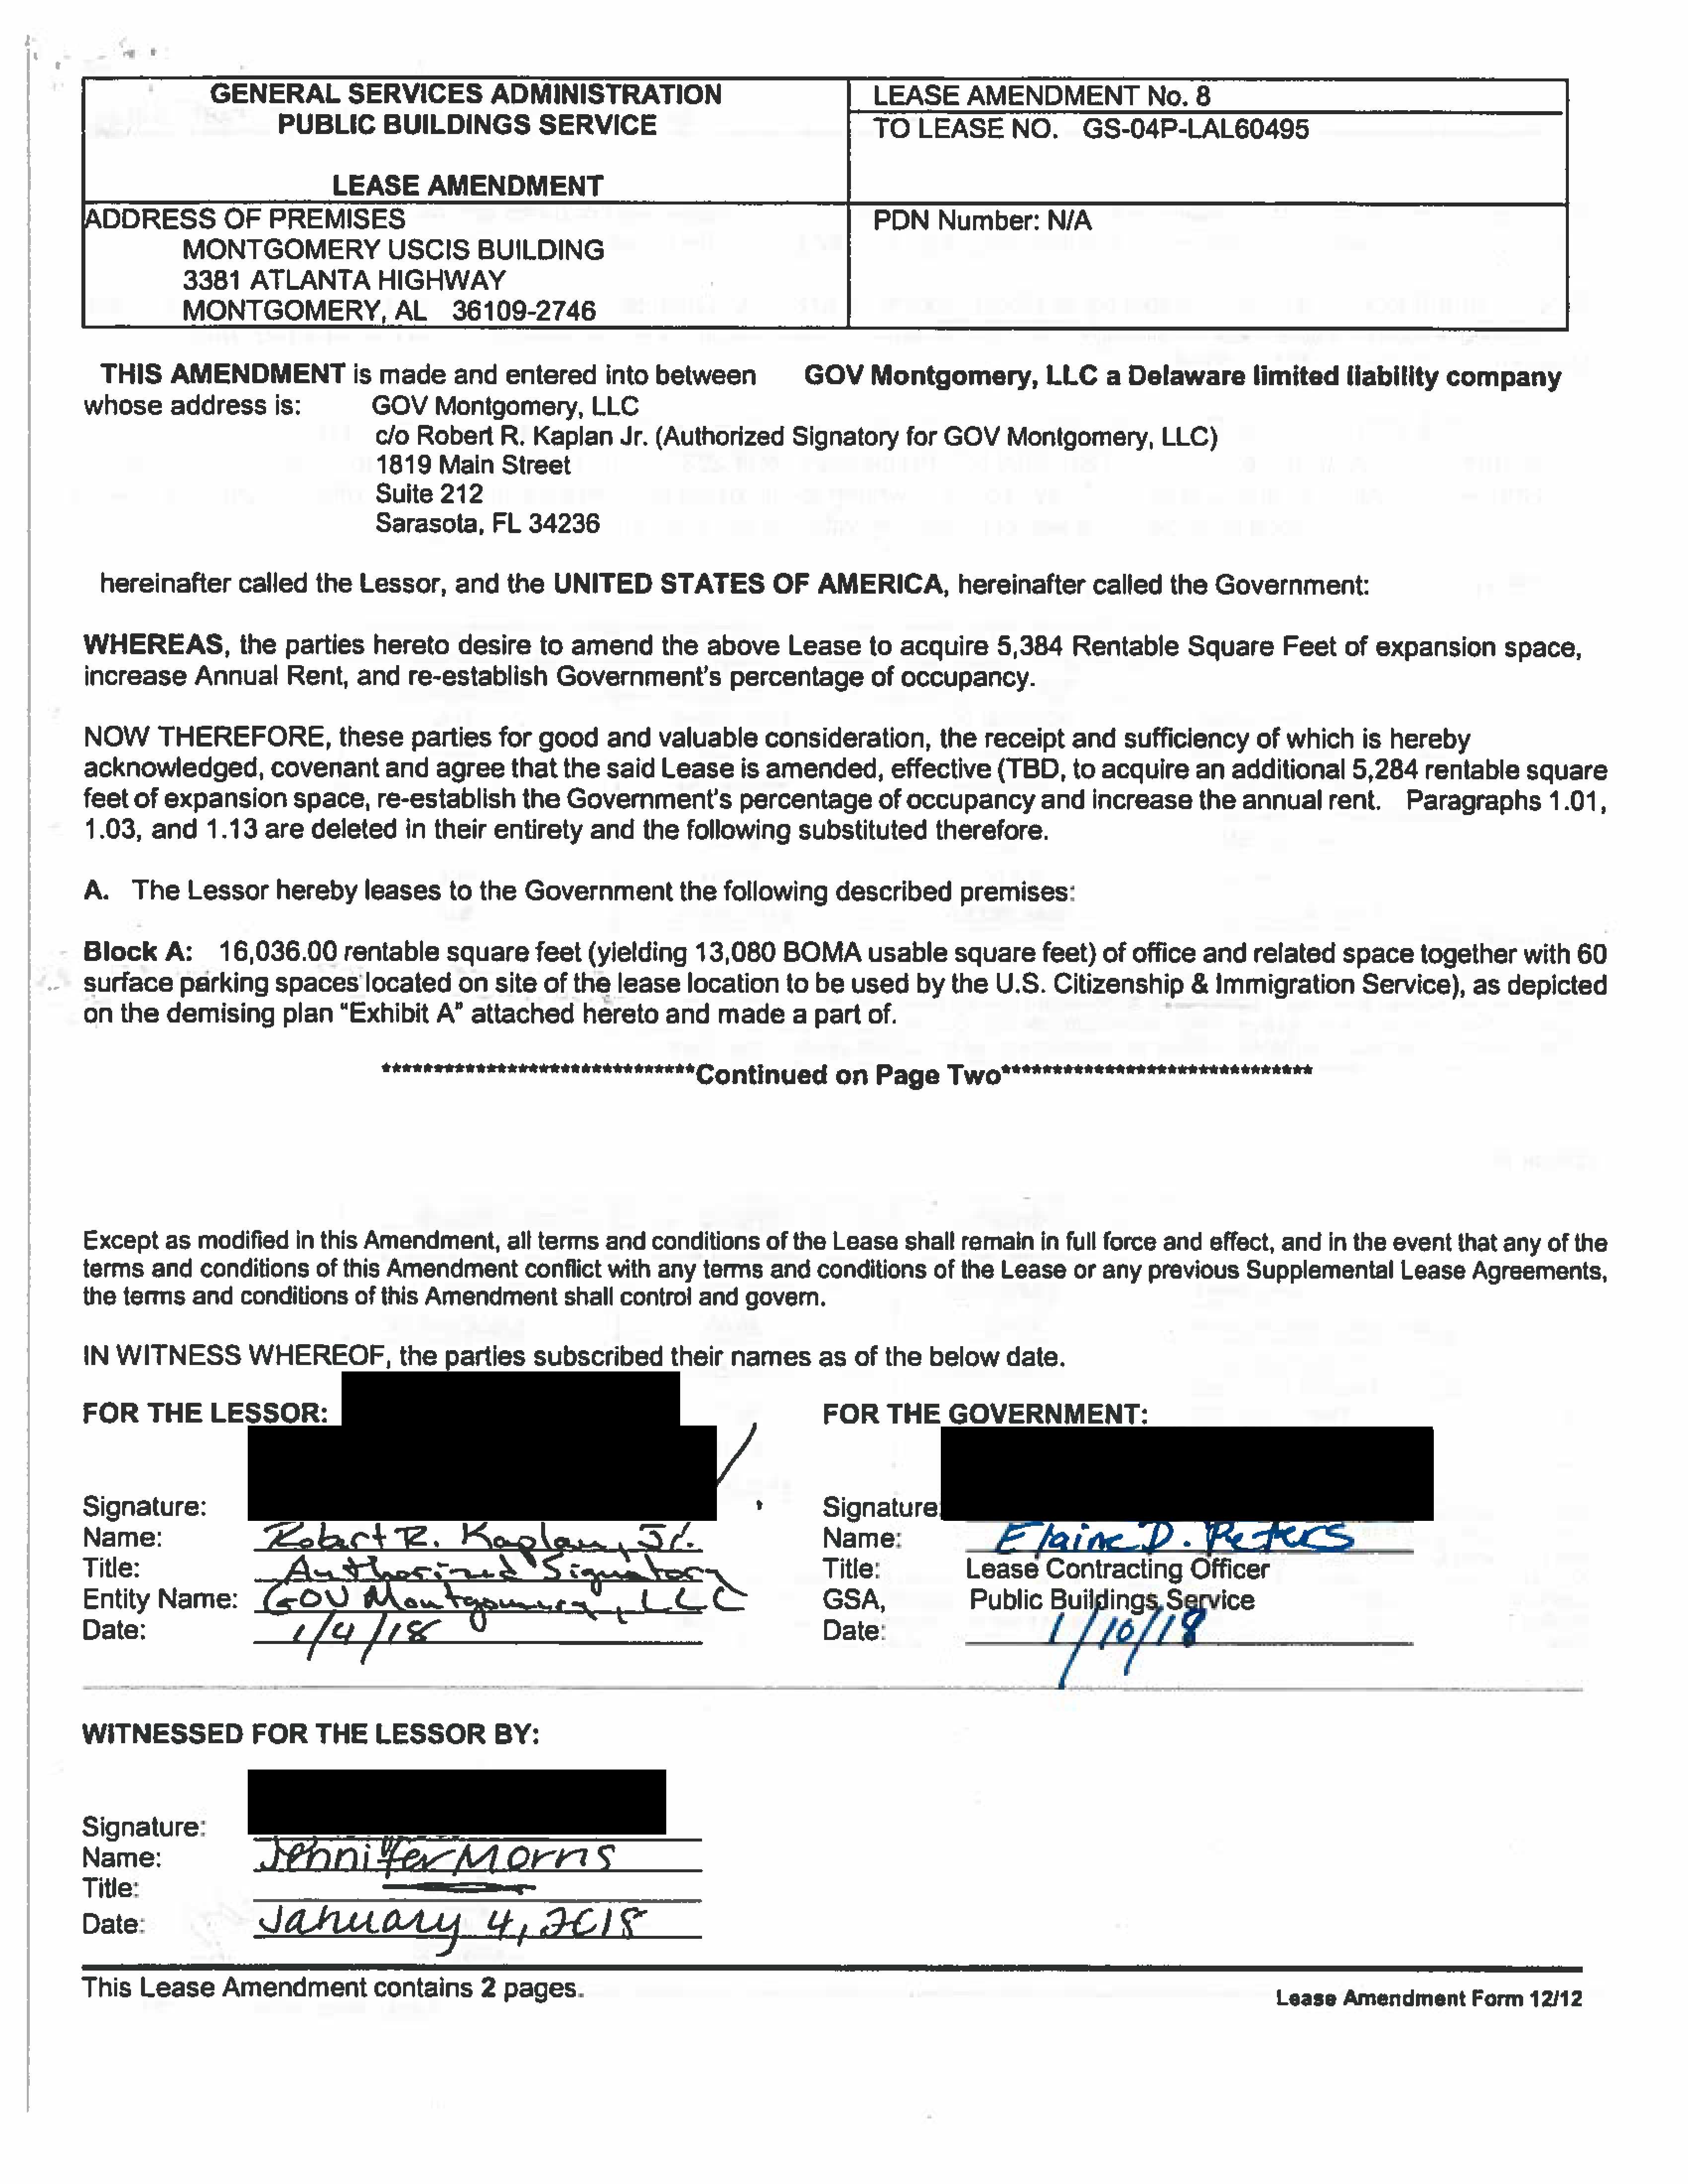 GENERAL SERVICES ADMINISTRATION
PUBLIC BUILDINGS SERVICE
LEASE AMENDMENT
LEASE AMENDMENT No. 8
TO LEASE NO. GS-04P-LAL60495
ADDRESS OF PREMISES
MONTGOMERY USCIS BUILDING
3381 ATLANTA HIGHWAY
MONTGOMERY, AL 36109-2746
PDN Number: N/A
THIS AMENDMENT is made and entered into between GOV Montgomery, LLC a Delaware limited liability company
whose address is: GOV Montgomery, LLC
c/o Robert R. Kaplan Jr. (Authorized Signatory for GOV Montgomery, LLC)
1819 Main Street
Suite 212
Sarasota, FL 34236
hereinafter called the Lessor, and the UNITED STATES OF AMERICA, hereinafter called the Government:
WHEREAS, the parties hereto desire to amend the above Lease to acquire 5,384 Rentable Square Feet of expansion space,
increase Annual Rent, and re-establish Government's percentage of occupancy.
NOW THEREFORE, these parties for good and valuable consideration, the receipt and sufficiency of which is hereby
acknowledged, covenant and agree that the said Lease is amended, effective (TBD, to acquire an additional 5,284 rentable square
feet of expansion space, re-establish the Government's percentage of occupancy and increase the annual rent. Paragraphs 1.01,
1.03, and 1.13 are deleted in their entirety and the following substituted therefore.
A. The Lessor hereby leases to the Government the following described premises:
Block A: 16,036.00 rentable square feet (yielding 13,080 BOMA usable square feet) of office and related space together with 60
surface parking spaces located on site of the lease location to be used by the U.S. Citizenship & Immigration Service), as depicted
on the demising plan "Exhibit A" attached hereto and made a part of.
******************************Continued on Page Two******************************
Except as modified in this Amendment, all terms and conditions of the Lease shall remain in full force and effect, and in the event that any of the
terms and conditions of this Amendment conflict with any terms and conditions of the Lease or any previous Supplemental Lease Agreements,
the terms and conditions of this Amendment shall control and govern.
IN WITNESS WHEREOF, the parties subscribed their names as of the below date.
FOR THE LESSOR:
Signature:
Name: Robert R. Kaplan, Jr.
Title: Authorized Signatory
Entity Name: GOV Montgomery, LLC
Date: 1/4/18
FOR THE GOVERNMENT:
Signature:
Name: Elaine D. Peters
Title: Lease Contracting Officer
GSA, Public Buildings Service
Date: 1/10/18
WITNESSED FOR THE LESSOR BY:
Signature:
Name: Jennifer Morris
Title:
Date: January 4, 2018
This Lease Amendment contains 2 pages.
Lease Amendment Form 12/12